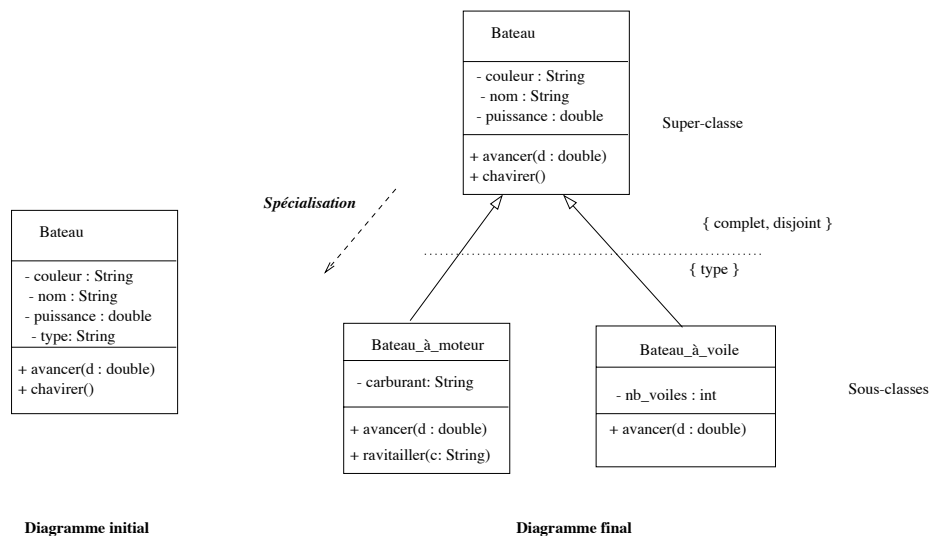 Bateau
- couleur : String
- nom : String
- puissance : double
+ avancer(d : double)
+ chavirer()
Super-classe
Spécialisation
{ complet, disjoint }
{ type }
Bateau
- couleur : String
- nom : String
- puissance : double
- type: String
+ avancer(d : double)
+ chavirer()
Bateau_à_moteur
- carburant: String
+ avancer(d : double)
+ ravitailler(c: String)
Bateau_à_voile
- nb_voiles : int
+ avancer(d : double)
Sous-classes
Diagramme initial
Diagramme final